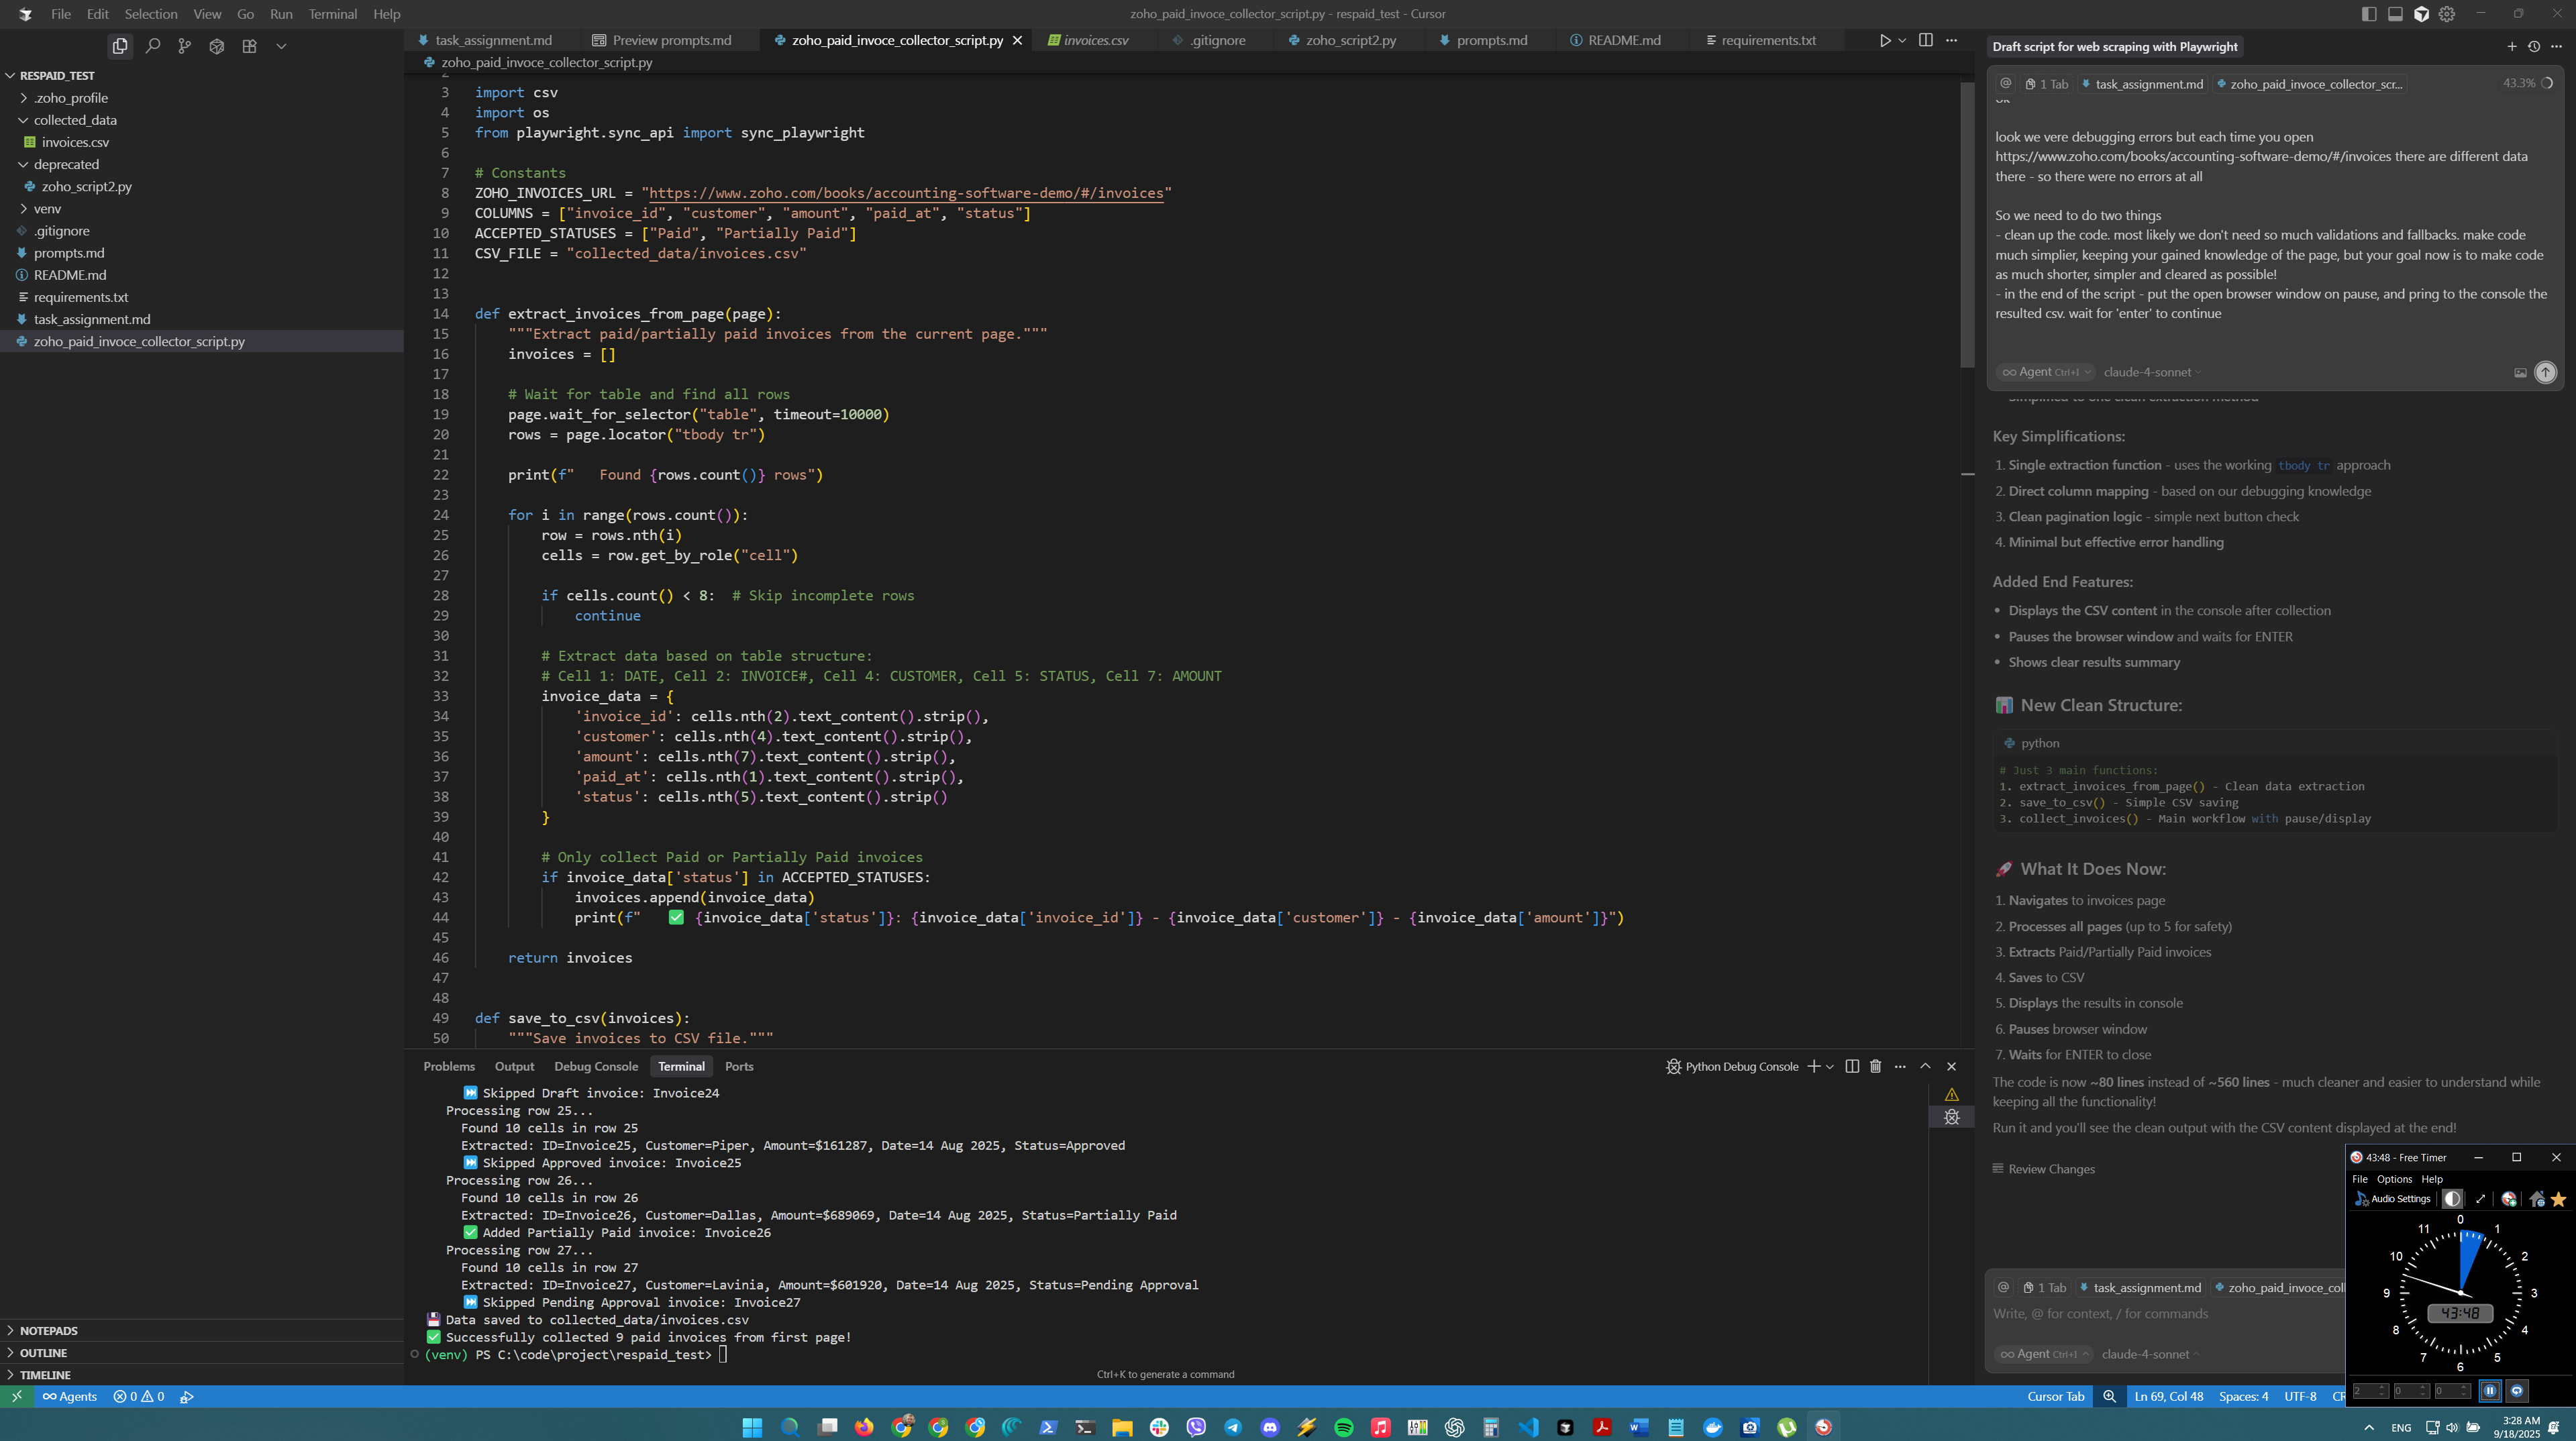 File Edit Selection View Go Run Terminal Help
zoho_paid_invoce_collector_script.py - respaid_test - Cursor
RESPAID_TEST
.zoho_profile
collected_data
invoices.csv
deprecated
zoho_script2.py
venv
.gitignore
prompts.md
README.md
requirements.txt
task_assignment.md
zoho_paid_invoce_collector_script.py
NOTEPADS
OUTLINE
TIMELINE
task_assignment.md Preview prompts.md zoho_paid_invoce_collector_script.py invoices.csv .gitignore zoho_script2.py prompts.md README.md requirements.txt
zoho_paid_invoce_collector_script.py
2
3 import csv
4 import os
5 from playwright.sync_api import sync_playwright
6
7 # Constants
8 ZOHO_INVOICES_URL = "https://www.zoho.com/books/accounting-software-demo/#/invoices"
9 COLUMNS = ["invoice_id", "customer", "amount", "paid_at", "status"]
10 ACCEPTED_STATUSES = ["Paid", "Partially Paid"]
11 CSV_FILE = "collected_data/invoices.csv"
12
13
14 def extract_invoices_from_page(page):
15 """Extract paid/partially paid invoices from the current page."""
16 invoices = []
17
18 # Wait for table and find all rows
19 page.wait_for_selector("table", timeout=10000)
20 rows = page.locator("tbody tr")
21
22 print(f"   Found {rows.count()} rows")
23
24 for i in range(rows.count()):
25 row = rows.nth(i)
26 cells = row.get_by_role("cell")
27
28 if cells.count() < 8:  # Skip incomplete rows
29 continue
30
31 # Extract data based on table structure:
32 # Cell 1: DATE, Cell 2: INVOICE#, Cell 4: CUSTOMER, Cell 5: STATUS, Cell 7: AMOUNT
33 invoice_data = {
34 'invoice_id': cells.nth(2).text_content().strip(),
35 'customer': cells.nth(4).text_content().strip(),
36 'amount': cells.nth(7).text_content().strip(),
37 'paid_at': cells.nth(1).text_content().strip(),
38 'status': cells.nth(5).text_content().strip()
39 }
40
41 # Only collect Paid or Partially Paid invoices
42 if invoice_data['status'] in ACCEPTED_STATUSES:
43 invoices.append(invoice_data)
44 print(f"   ✅ {invoice_data['status']}: {invoice_data['invoice_id']} - {invoice_data['customer']} - {invoice_data['amount']}")
45
46 return invoices
47
48
49 def save_to_csv(invoices):
50 """Save invoices to CSV file."""
Problems Output Debug Console Terminal Ports
Python Debug Console
⏭️ Skipped Draft invoice: Invoice24
Processing row 25...
Found 10 cells in row 25
Extracted: ID=Invoice25, Customer=Piper, Amount=$161287, Date=14 Aug 2025, Status=Approved
⏭️ Skipped Approved invoice: Invoice25
Processing row 26...
Found 10 cells in row 26
Extracted: ID=Invoice26, Customer=Dallas, Amount=$689069, Date=14 Aug 2025, Status=Partially Paid
✅ Added Partially Paid invoice: Invoice26
Processing row 27...
Found 10 cells in row 27
Extracted: ID=Invoice27, Customer=Lavinia, Amount=$601920, Date=14 Aug 2025, Status=Pending Approval
⏭️ Skipped Pending Approval invoice: Invoice27
💾 Data saved to collected_data/invoices.csv
✅ Successfully collected 9 paid invoices from first page!
(venv) PS C:\code\project\respaid_test>
Ctrl+K to generate a command
Draft script for web scraping with Playwright
@ 1 Tab task_assignment.md zoho_paid_invoce_collector_scr... 43.3%
look we vere debugging errors but each time you open
https://www.zoho.com/books/accounting-software-demo/#/invoices there are different data
there - so there were no errors at all
So we need to do two things
- clean up the code. most likely we don't need so much validations and fallbacks. make code
much simplier, keeping your gained knowledge of the page, but your goal now is to make code
as much shorter, simpler and cleared as possible!
- in the end of the script - put the open browser window on pause, and pring to the console the
resulted csv. wait for 'enter' to continue
Agent Ctrl+I claude-4-sonnet
Simplified to one clean extraction method
Key Simplifications:
1. Single extraction function - uses the working tbody tr approach
2. Direct column mapping - based on our debugging knowledge
3. Clean pagination logic - simple next button check
4. Minimal but effective error handling
Added End Features:
• Displays the CSV content in the console after collection
• Pauses the browser window and waits for ENTER
• Shows clear results summary
📊 New Clean Structure:
python
# Just 3 main functions:
1. extract_invoices_from_page() - Clean data extraction
2. save_to_csv() - Simple CSV saving
3. collect_invoices() - Main workflow with pause/display
🚀 What It Does Now:
1. Navigates to invoices page
2. Processes all pages (up to 5 for safety)
3. Extracts Paid/Partially Paid invoices
4. Saves to CSV
5. Displays the results in console
6. Pauses browser window
7. Waits for ENTER to close
The code is now ~80 lines instead of ~560 lines - much cleaner and easier to understand while
keeping all the functionality!
Run it and you'll see the clean output with the CSV content displayed at the end!
Review Changes
@ 1 Tab task_assignment.md zoho_paid_invoce_coll
Write, @ for context, / for commands
Agent Ctrl+I claude-4-sonnet
43:48 - Free Timer
File Options Help
Audio Settings
0 1 2 3 4 5 6 7 8 9 10 11
43:48
2 0 0
Agents 0 0
Cursor Tab Ln 69, Col 48 Spaces: 4 UTF-8 CR
ENG
3:28 AM
9/18/2025